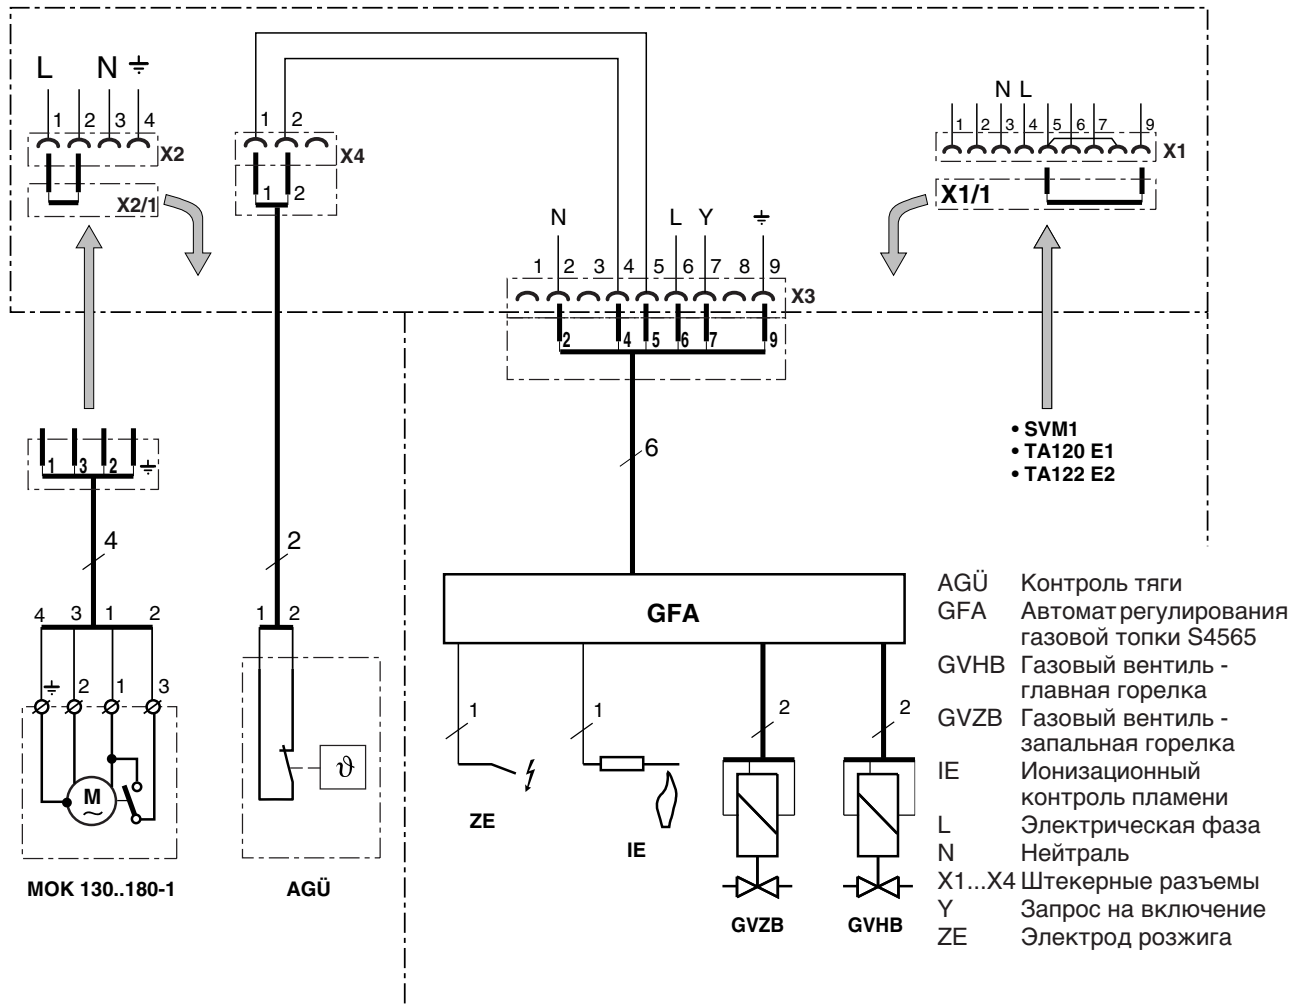 L N
1 2 3 4
X2
X2/1
1 2
X4
1 2
N L
1 2 3 4 5 6 7 9
X1
X1/1
N L Y
1 2 3 4 5 6 7 8 9
X3
2 4 5 6 7 9
• SVM1
• TA120 E1
• TA122 E2
1 3 2
6
4
2
4 3 1 2
1 2
2 1 3
GFA
1 1 2 2
M
~
ϑ
ZE
IE
MOK 130..180-1
AGÜ
GVZB
GVHB
AGÜ Контроль тяги
GFA Автомат регулирования
газовой топки S4565
GVHB Газовый вентиль -
главная горелка
GVZB Газовый вентиль -
запальная горелка
IE Ионизационный
контроль пламени
L Электрическая фаза
N Нейтраль
X1...X4 Штекерные разъемы
Y Запрос на включение
ZE Электрод розжига